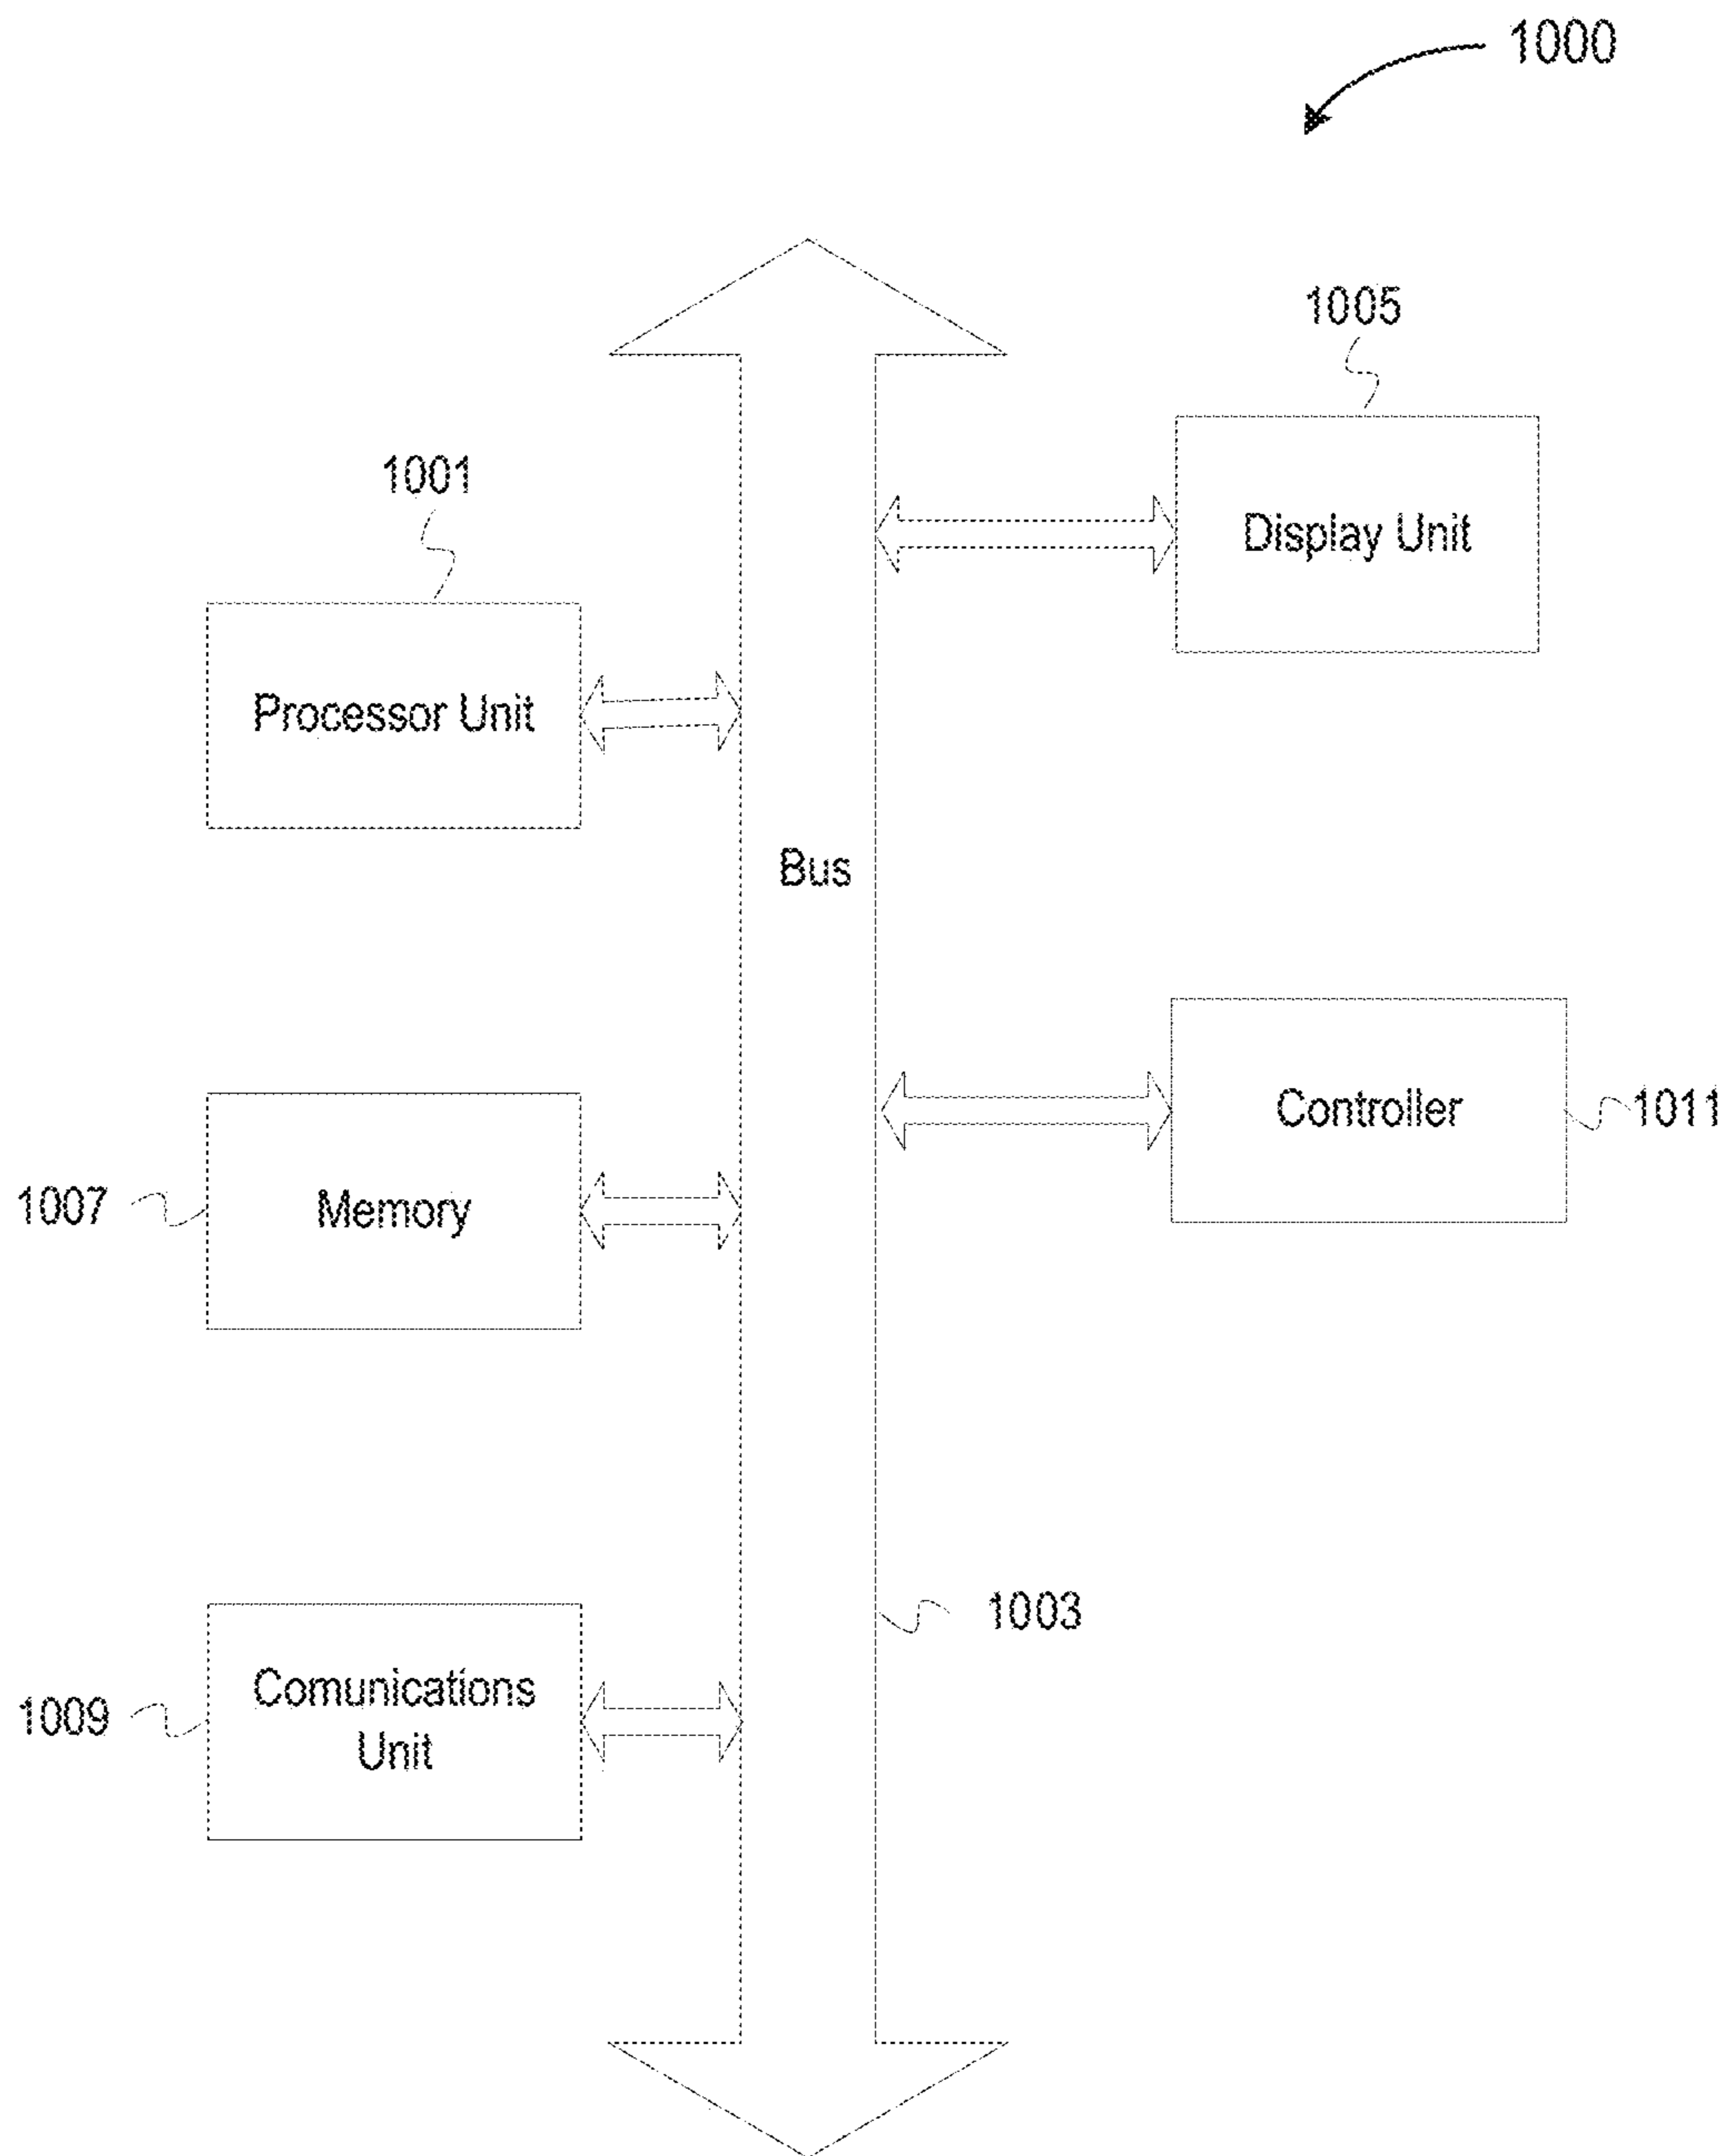 1000
1005
1001
Display Unit
Processor Unit
Bus
Controller
1011
1007
Memory
1003
Comunications
Unit
1009